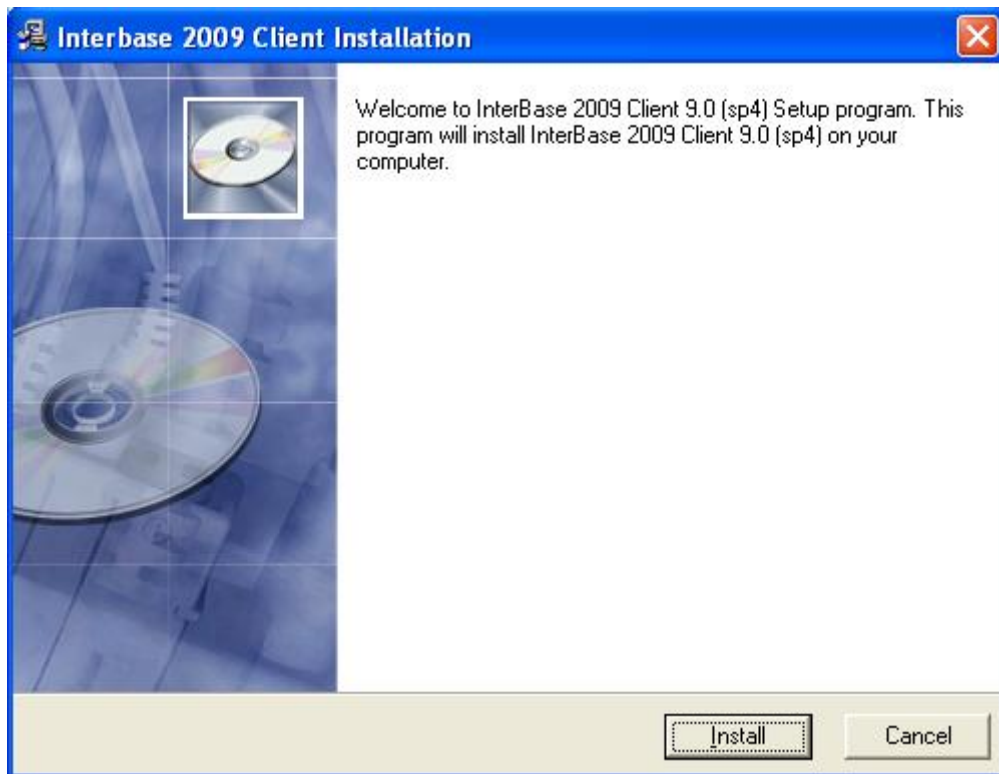 Interbase 2009 Client Installation
Welcome to InterBase 2009 Client 9.0 (sp4) Setup program. This
program will install InterBase 2009 Client 9.0 (sp4) on your
computer.
Install
Cancel